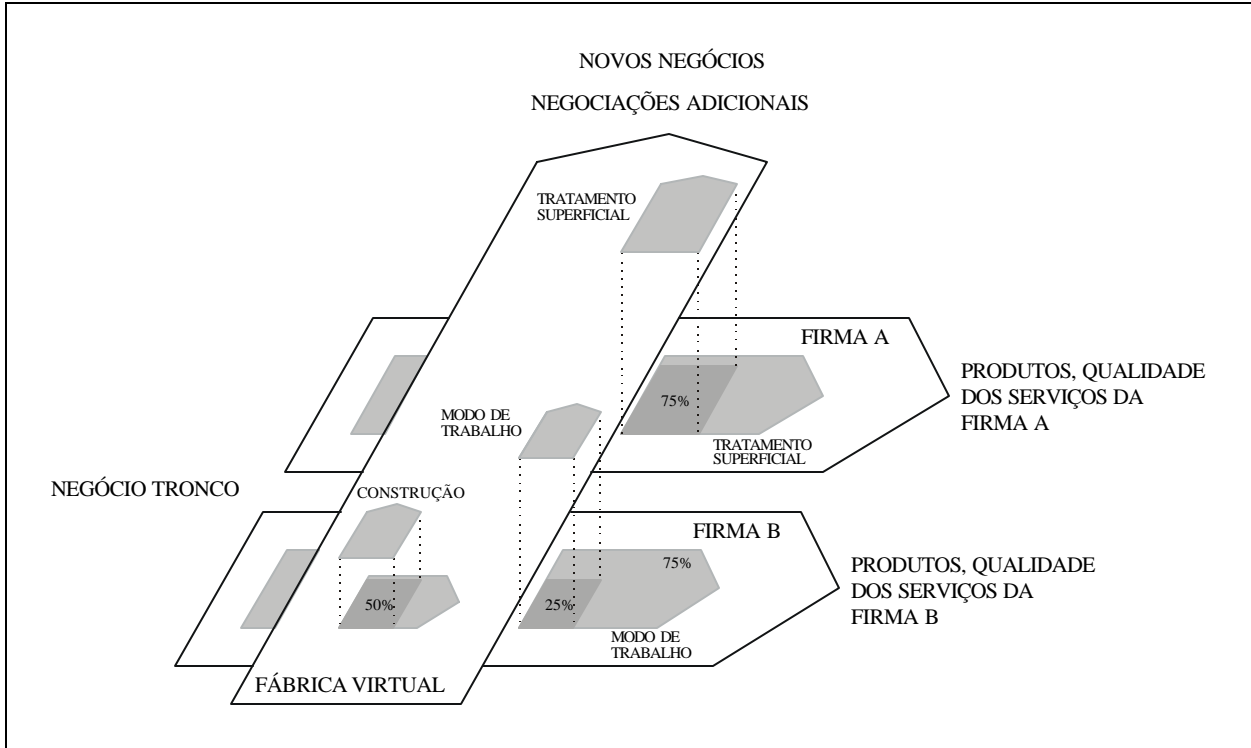 NOVOS NEGÓCIOS
NEGOCIAÇÕES ADICIONAIS
TRATAMENTO
SUPERFICIAL
FIRMA A
PRODUTOS, QUALIDADE
DOS SERVIÇOS DA
FIRMA A
75%
TRATAMENTO
SUPERFICIAL
MODO DE
TRABALHO
NEGÓCIO TRONCO
CONSTRUÇÃO
FIRMA B
75%
PRODUTOS, QUALIDADE
DOS SERVIÇOS DA
FIRMA B
50%
25%
MODO DE
TRABALHO
FÁBRICA VIRTUAL